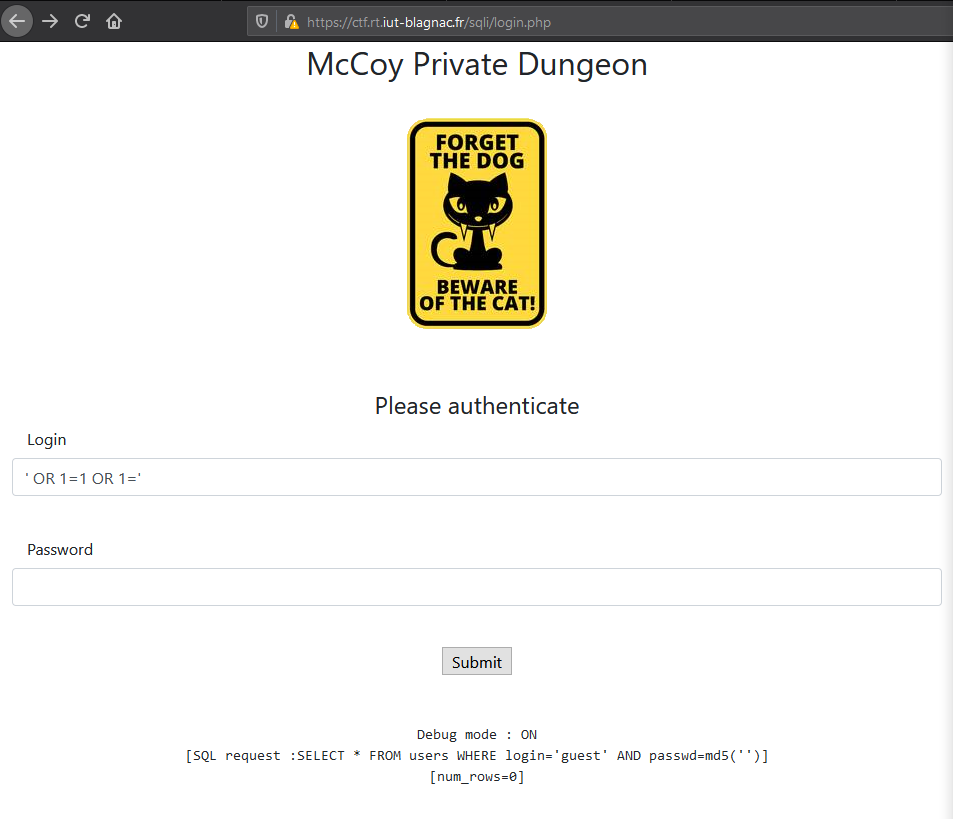 https://ctf.rt.iut-blagnac.fr/sqli/login.php
McCoy Private Dungeon
FORGET
THE DOG
BEWARE
OF THE CAT!
Please authenticate
Login
' OR 1=1 OR 1='
Password
Submit
Debug mode : ON
[SQL request :SELECT * FROM users WHERE login='guest' AND passwd=md5('')]
[num_rows=0]